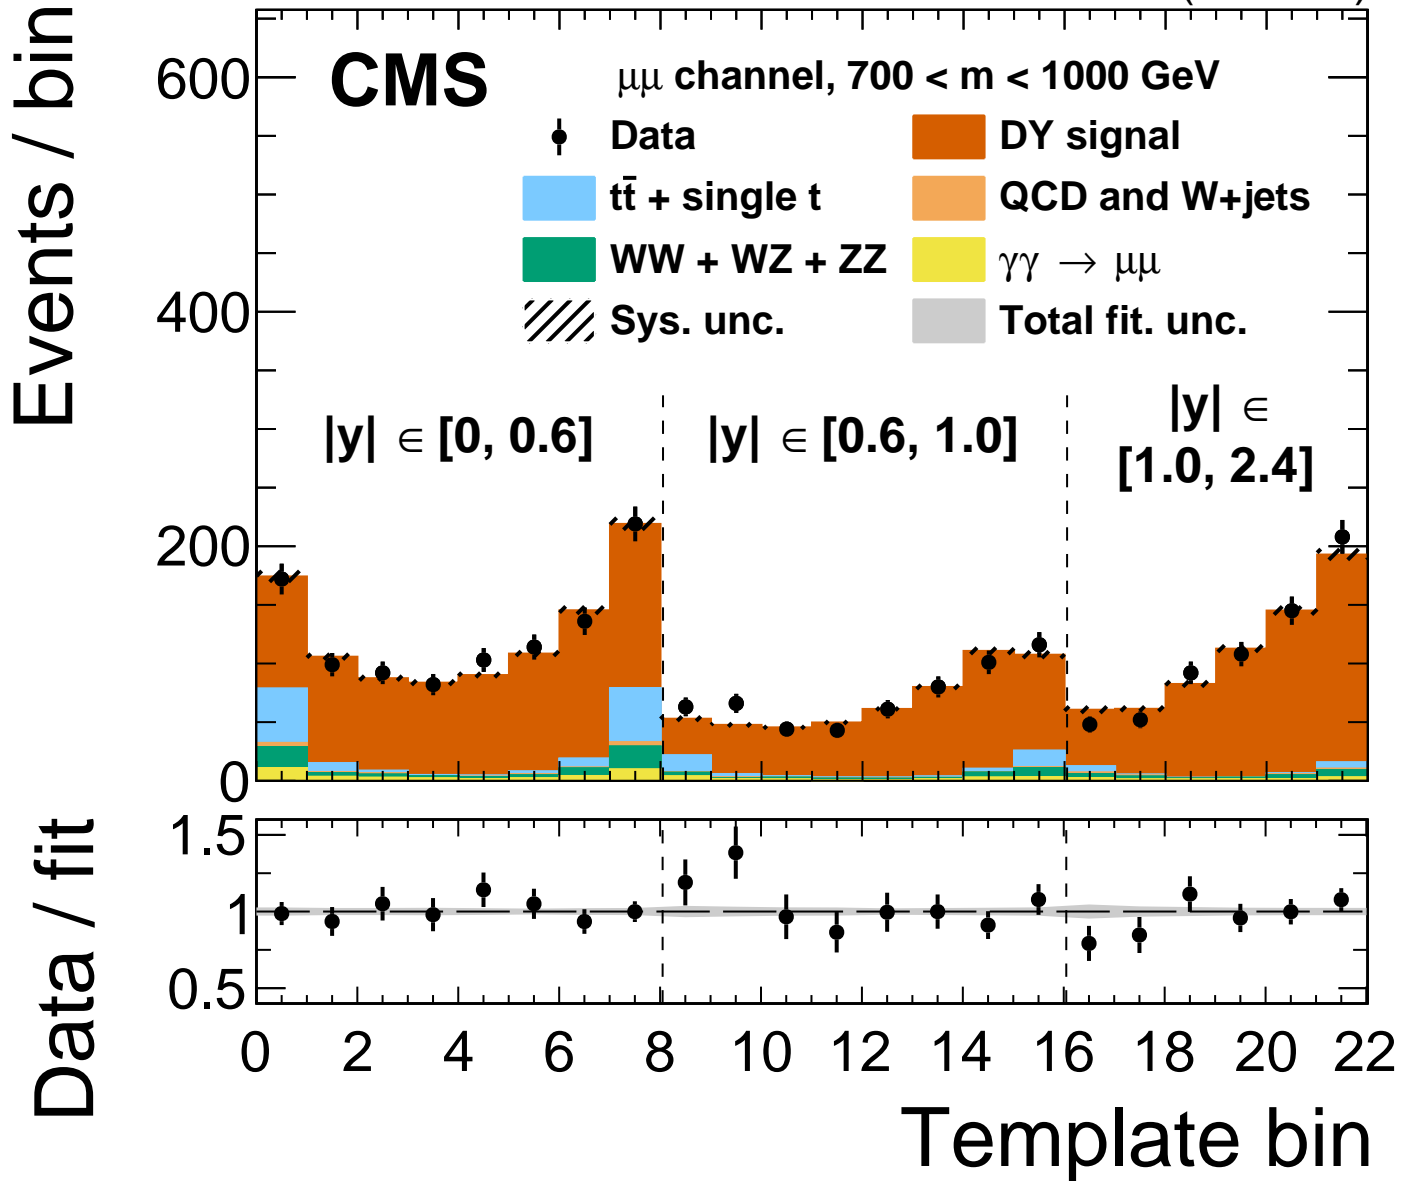 Events / bin
600
400
200
0
CMS
μμ channel, 700 < m < 1000 GeV
Data
DY signal
tt̄ + single t
QCD and W+jets
WW + WZ + ZZ
γγ → μμ
Sys. unc.
Total fit. unc.
|y| ∈ [0, 0.6]
|y| ∈ [0.6, 1.0]
|y| ∈
[1.0, 2.4]
Data / fit
1.5
1
0.5
0 2 4 6 8 10 12 14 16 18 20 22
Template bin